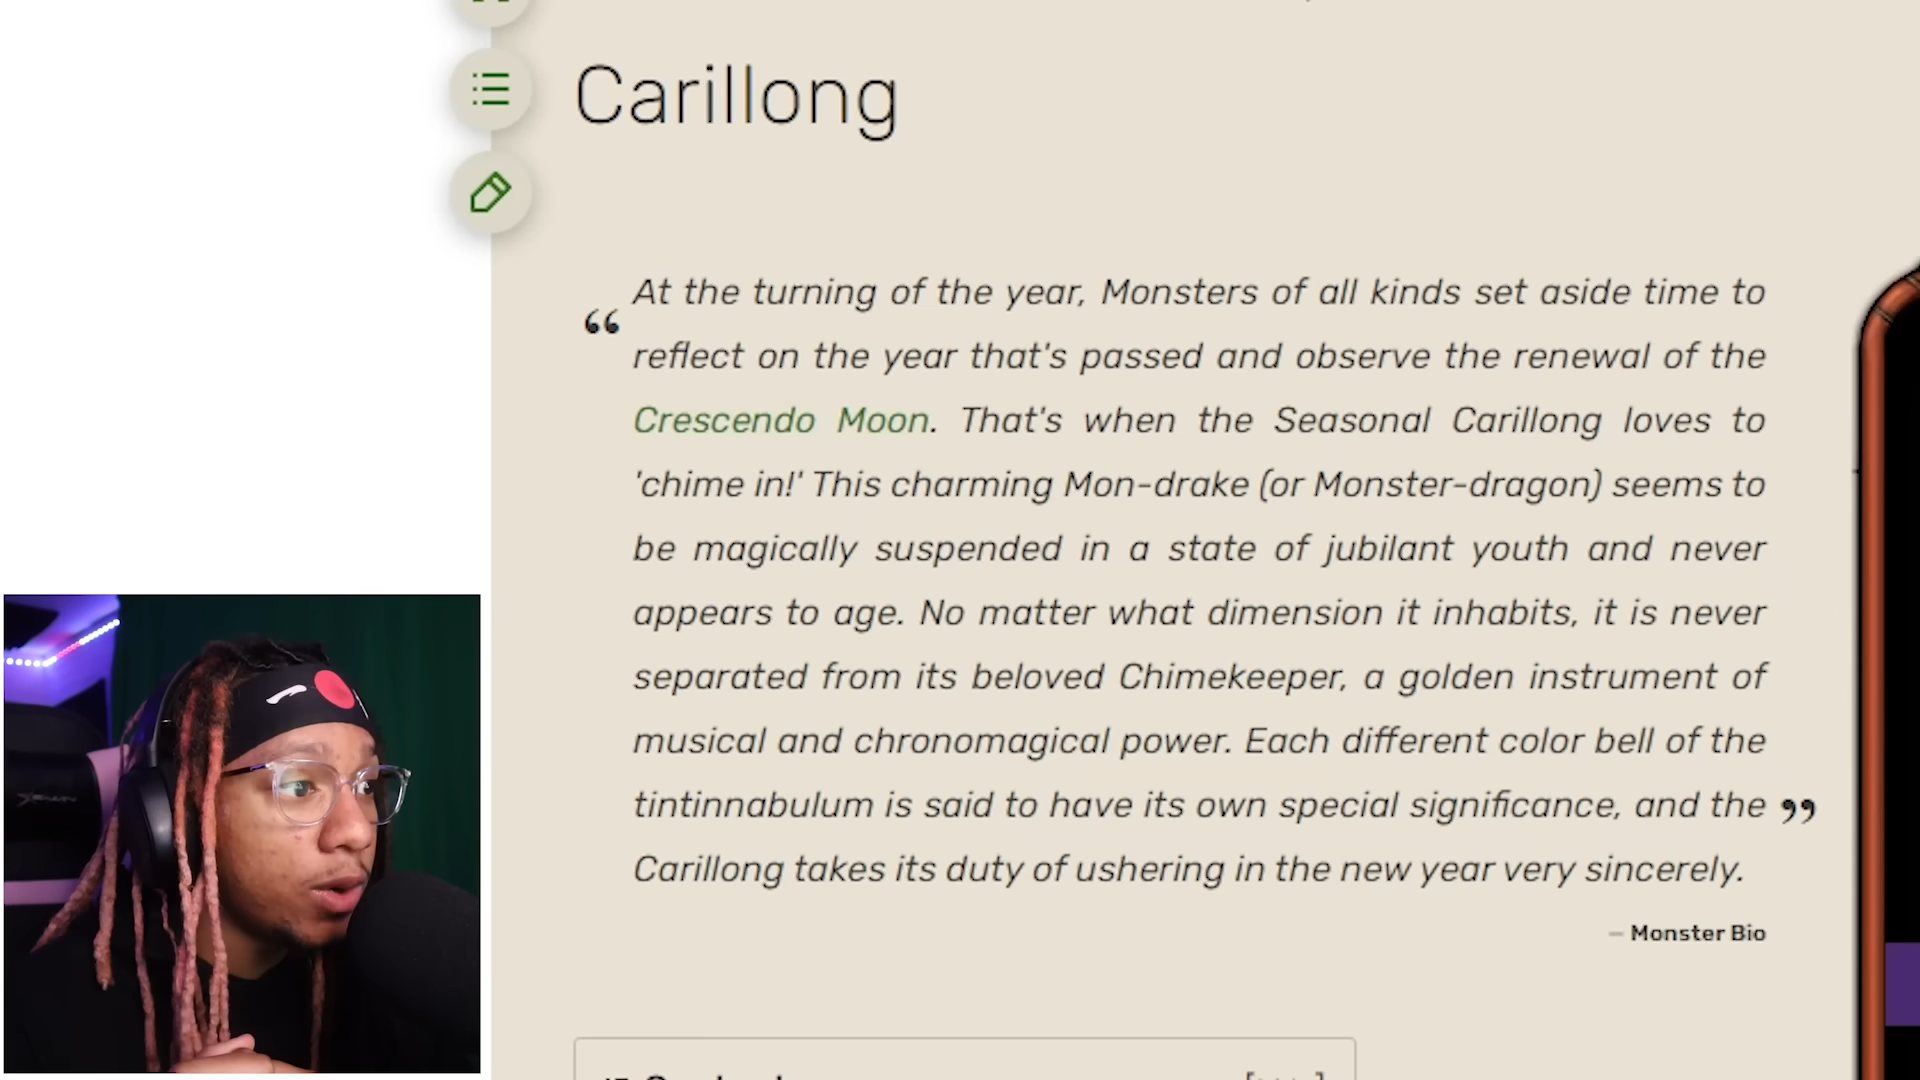 Carillong
“ At the turning of the year, Monsters of all kinds set aside time to
reflect on the year that's passed and observe the renewal of the
Crescendo Moon. That's when the Seasonal Carillong loves to
'chime in!' This charming Mon-drake (or Monster-dragon) seems to
be magically suspended in a state of jubilant youth and never
appears to age. No matter what dimension it inhabits, it is never
separated from its beloved Chimekeeper, a golden instrument of
musical and chronomagical power. Each different color bell of the
tintinnabulum is said to have its own special significance, and the ”
Carillong takes its duty of ushering in the new year very sincerely.
— Monster Bio